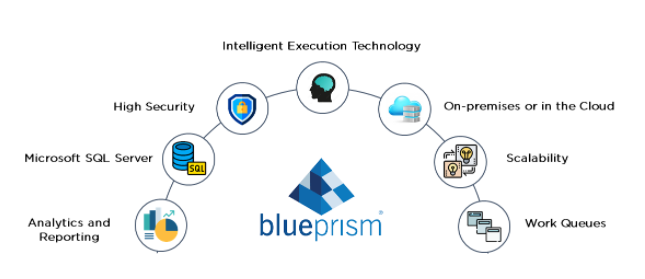 Intelligent Execution Technology
High Security
On-premises or in the Cloud
Microsoft SQL Server
SQL
Scalability
blueprism®
Analytics and
Reporting
Work Queues